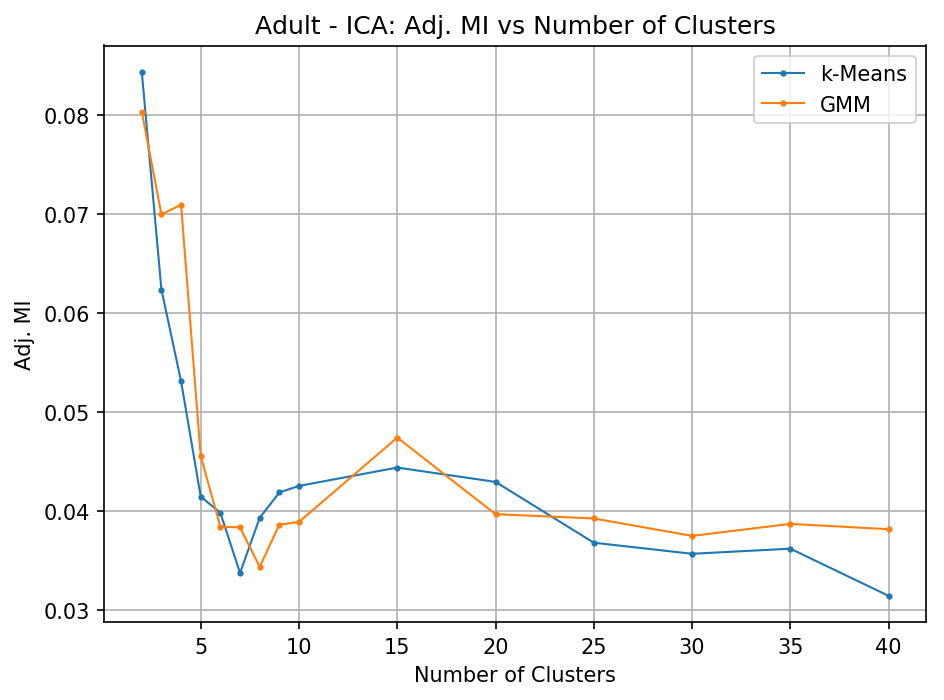 Adult - ICA: Adj. MI vs Number of Clusters
k-Means
GMM
Adj. MI
0.08
0.07
0.06
0.05
0.04
0.03
5 10 15 20 25 30 35 40
Number of Clusters